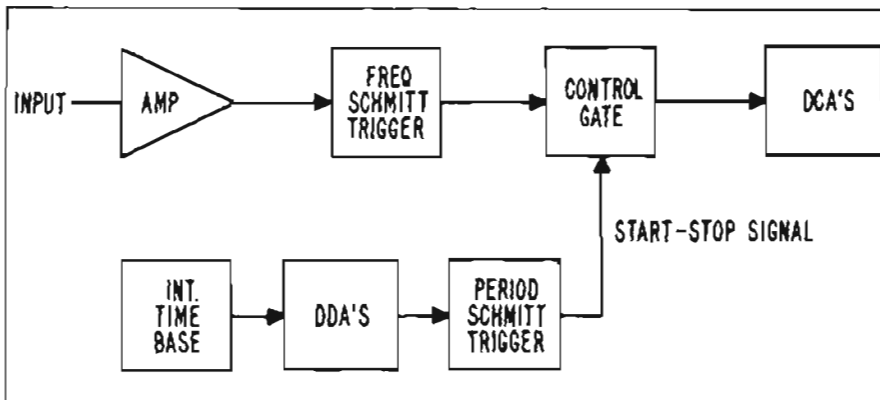 INPUT
AMP
FREQ
SCHMITT
TRIGGER
CONTROL
GATE
DCA'S
START-STOP SIGNAL
INT.
TIME
BASE
DDA'S
PERIOD
SCHMITT
TRIGGER